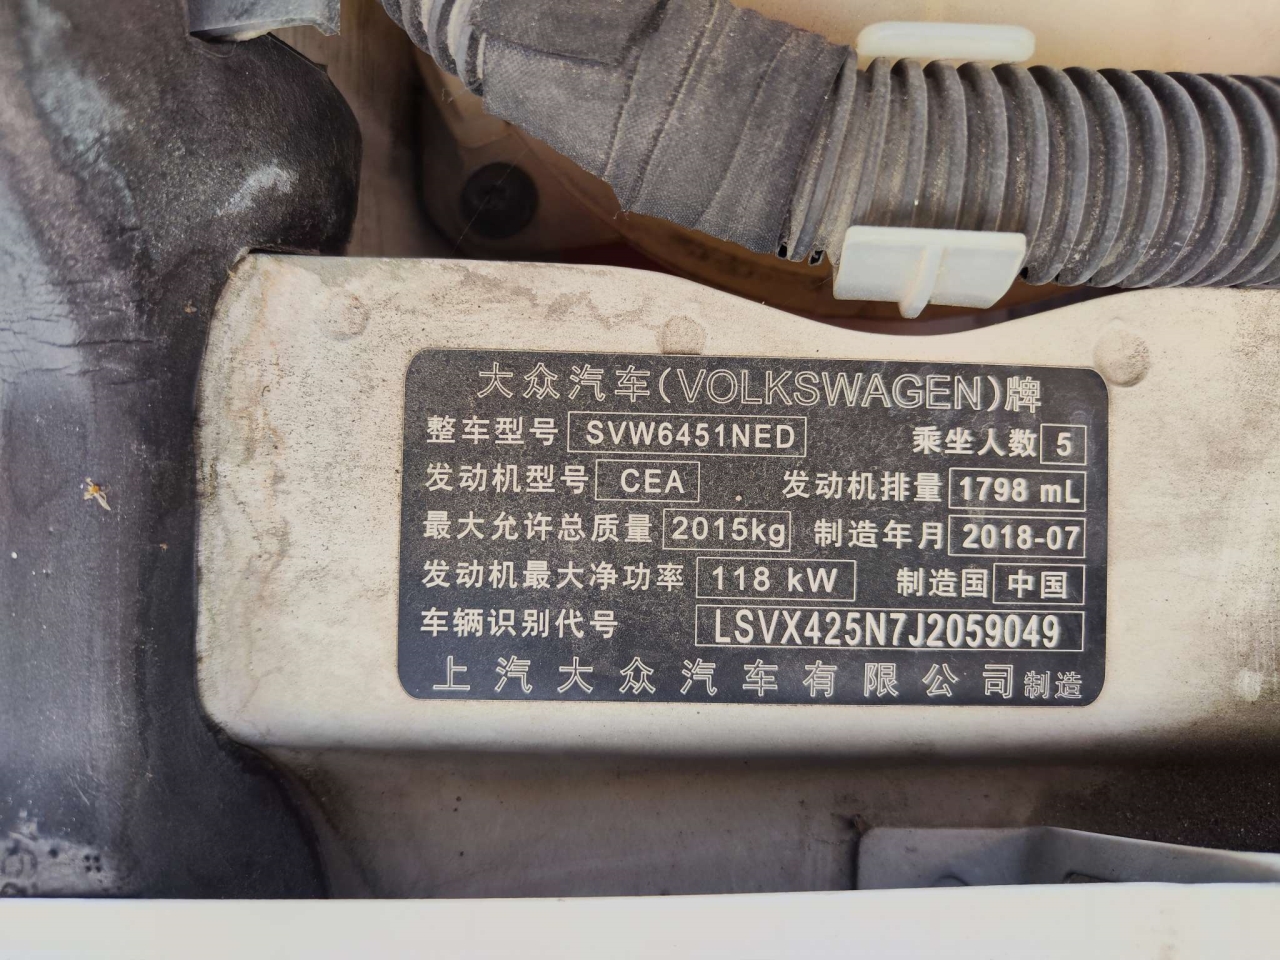 大众汽车(VOLKSWAGEN)牌
整车型号 SVW6451NED 乘坐人数 5
发动机型号 CEA 发动机排量 1798 mL
最大允许总质量 2015kg 制造年月 2018-07
发动机最大净功率 118 kW 制造国 中国
车辆识别代号 LSVX425N7J2059049
上汽大众汽车有限公司制造